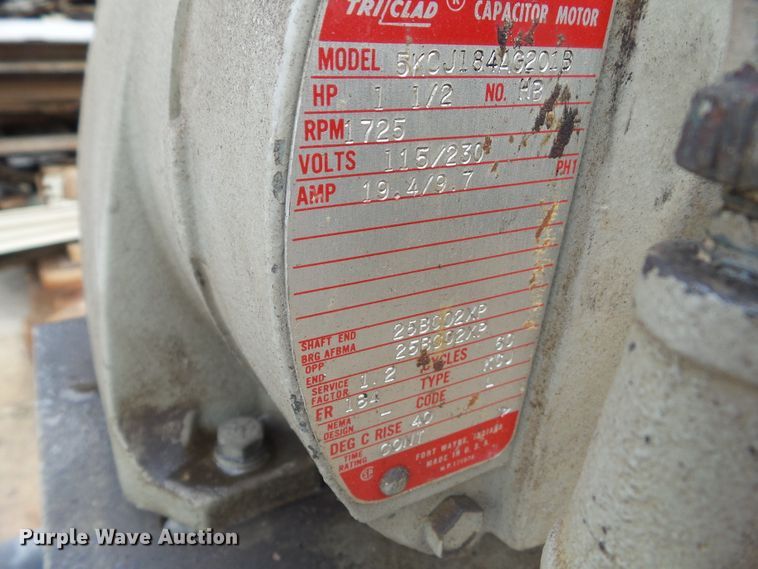 TRI/CLAD ® CAPACITOR MOTOR
MODEL 5KCJ184AG201B
HP 1 1/2 NO. HB
RPM 1725
VOLTS 115/230 PH1
AMP 19.4/9.7
SHAFT END 25BC02XP
BRG AFBMA
OPP END 25BC02XP
SERVICE FACTOR 1.2 CYCLES 60
FR 184 TYPE KCJ
NEMA DESIGN - CODE L
DEG C RISE 40
TIME RATING CONT
FORT WAYNE, INDIANA
MADE IN U.S.A.
Purple Wave Auction